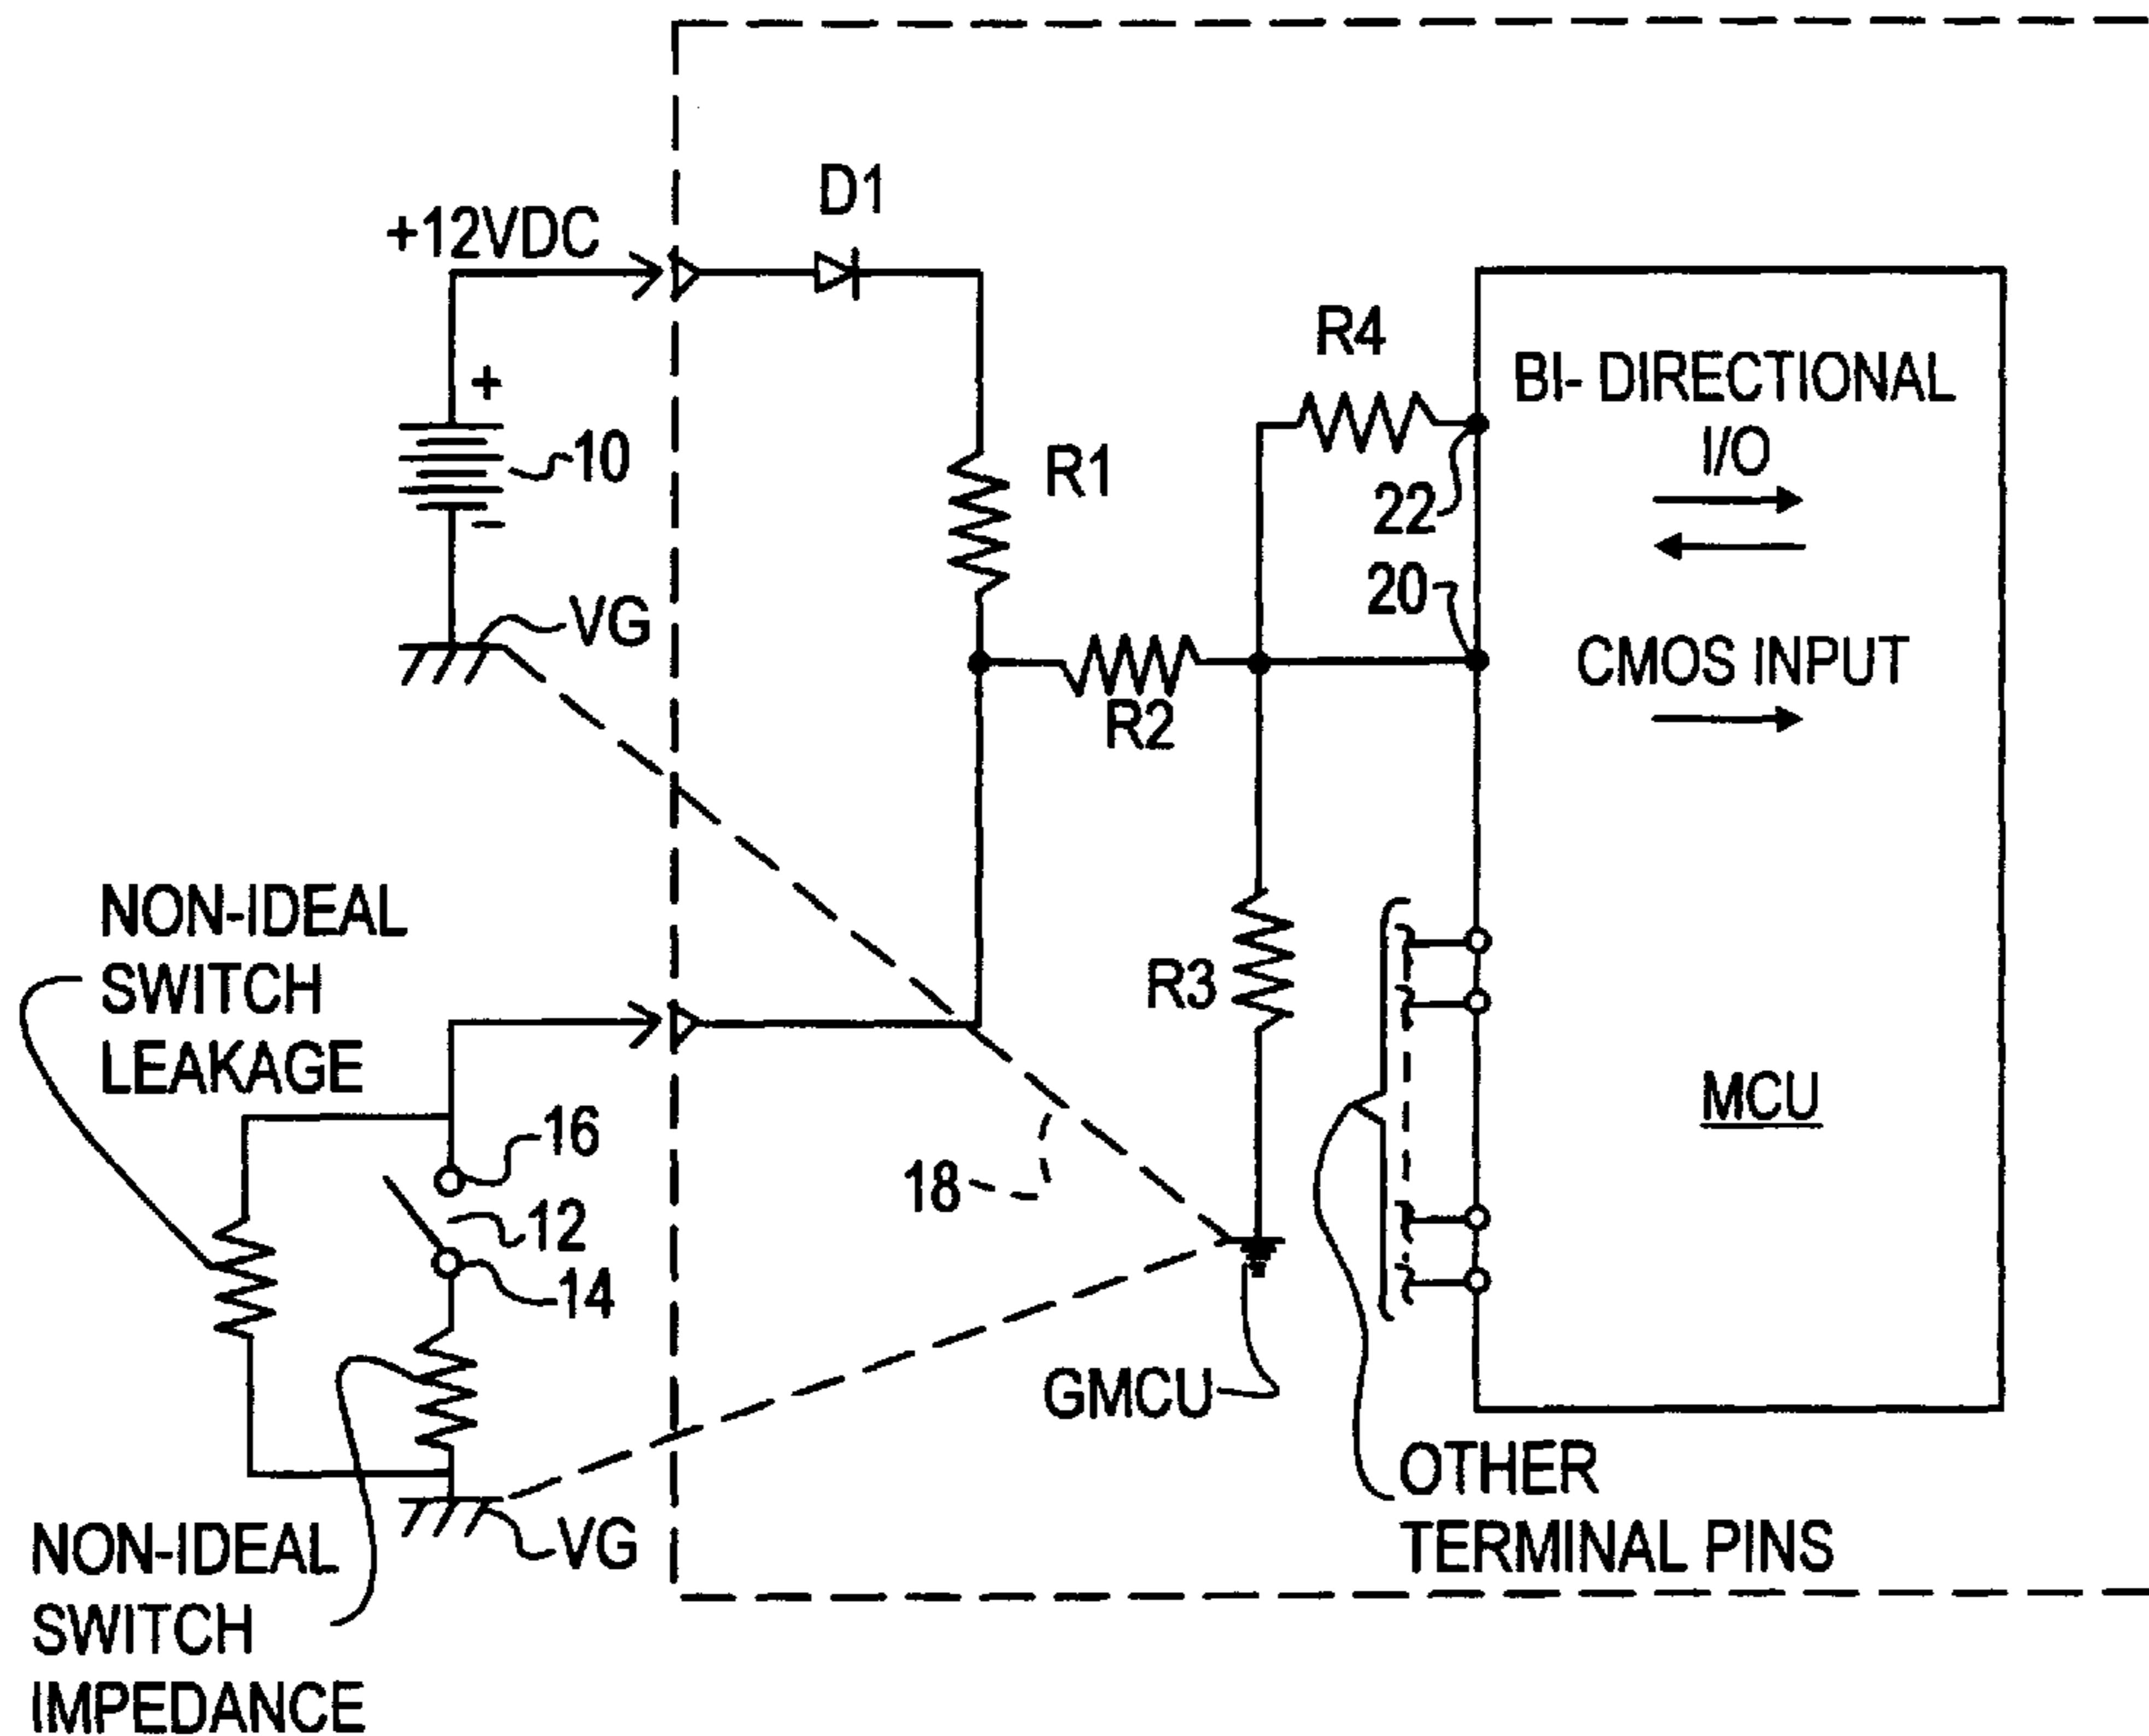 D1
+12VDC
R4
+
BI- DIRECTIONAL
I/O
10
R1
22
−
20
VG
CMOS INPUT
R2
NON-IDEAL
SWITCH
LEAKAGE
R3
MCU
16
18
12
14
GMCU
OTHER
TERMINAL PINS
VG
NON-IDEAL
SWITCH
IMPEDANCE